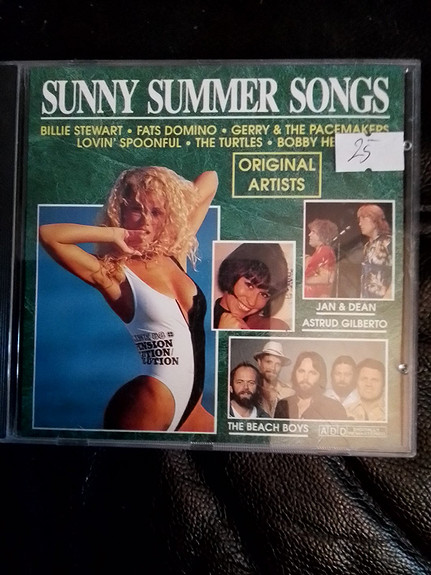 SUNNY SUMMER SONGS
BILLIE STEWART • FATS DOMINO • GERRY & THE PACEMAKERS
LOVIN' SPOONFUL • THE TURTLES • BOBBY
25
ORIGINAL
ARTISTS
JAN & DEAN
ASTRUD GILBERTO
THE BEACH BOYS
ADD